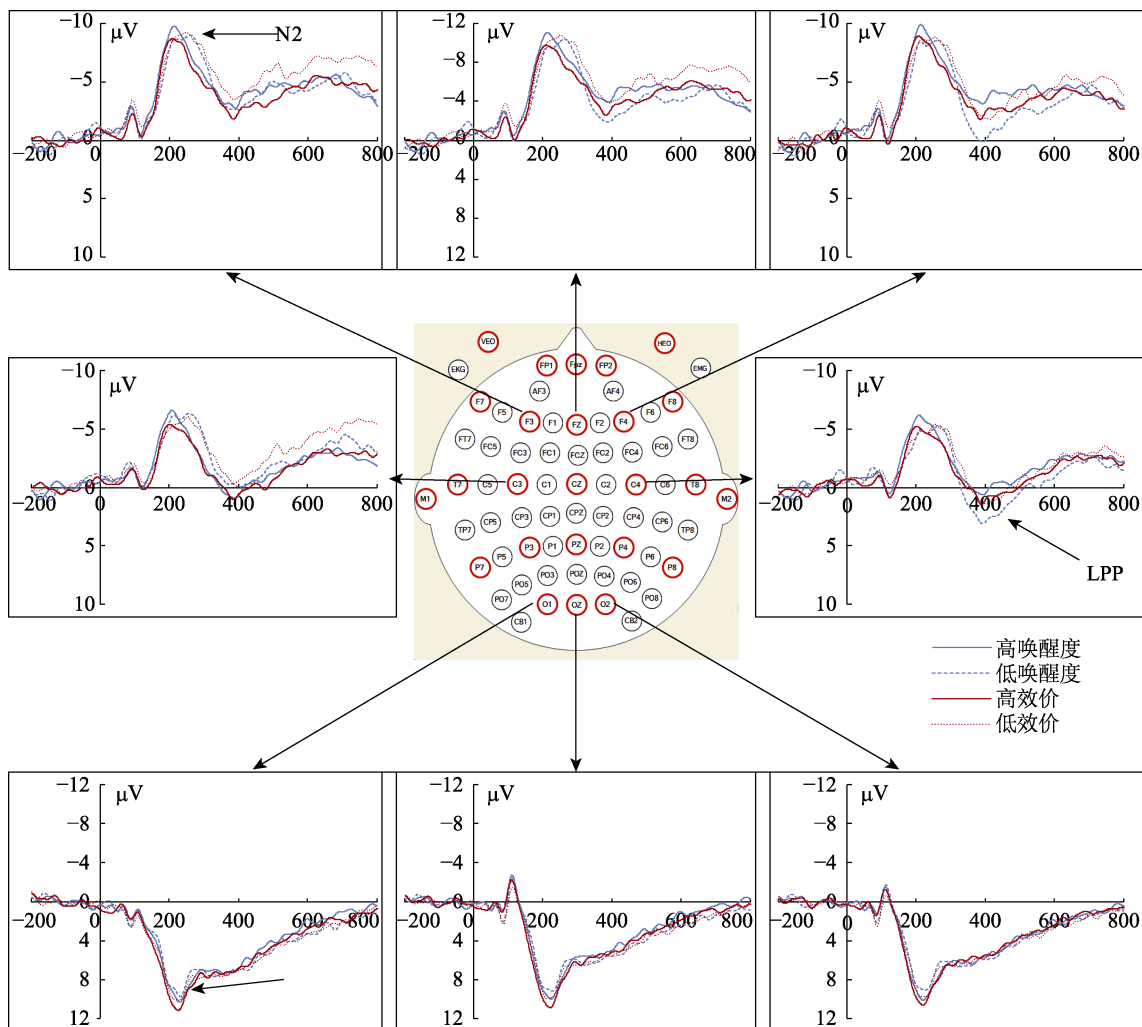 −10 μV N2
−5
0
−200 0 200 400 600 800
5
10
−12 μV
−8
−4
0
−200 0 200 400 600 800
4
8
12
−10 μV
−5
0
−200 0 200 400 600 800
5
10
VEO HEO
FP1 Fpz FP2
EKG EMG
AF3 AF4
F7 F5 F3 F1 FZ F2 F4 F6 F8
FT7 FC5 FC3 FC1 FCZ FC2 FC4 FC6 FT8
M1 T7 C5 C3 C1 CZ C2 C4 C6 T8 M2
TP7 CP5 CP3 CP1 CPZ CP2 CP4 CP6 TP8
P7 P5 P3 P1 PZ P2 P4 P6 P8
PO7 PO5 PO3 POZ PO4 PO6 PO8
CB1 O1 OZ O2 CB2
−10
μV
−5
0
−200 0 200 400 600 800
5
10
−10
μV
−5
0
−200 0 200 400 600 800
5
10
LPP
高唤醒度
低唤醒度
高效价
低效价
−12
μV
−8
−4
0
−200 0 200 400 600 800
4
8
12
−12
μV
−8
−4
0
−200 0 200 400 600 800
4
8
12
−12
μV
−8
−4
0
−200 0 200 400 600 800
4
8
12